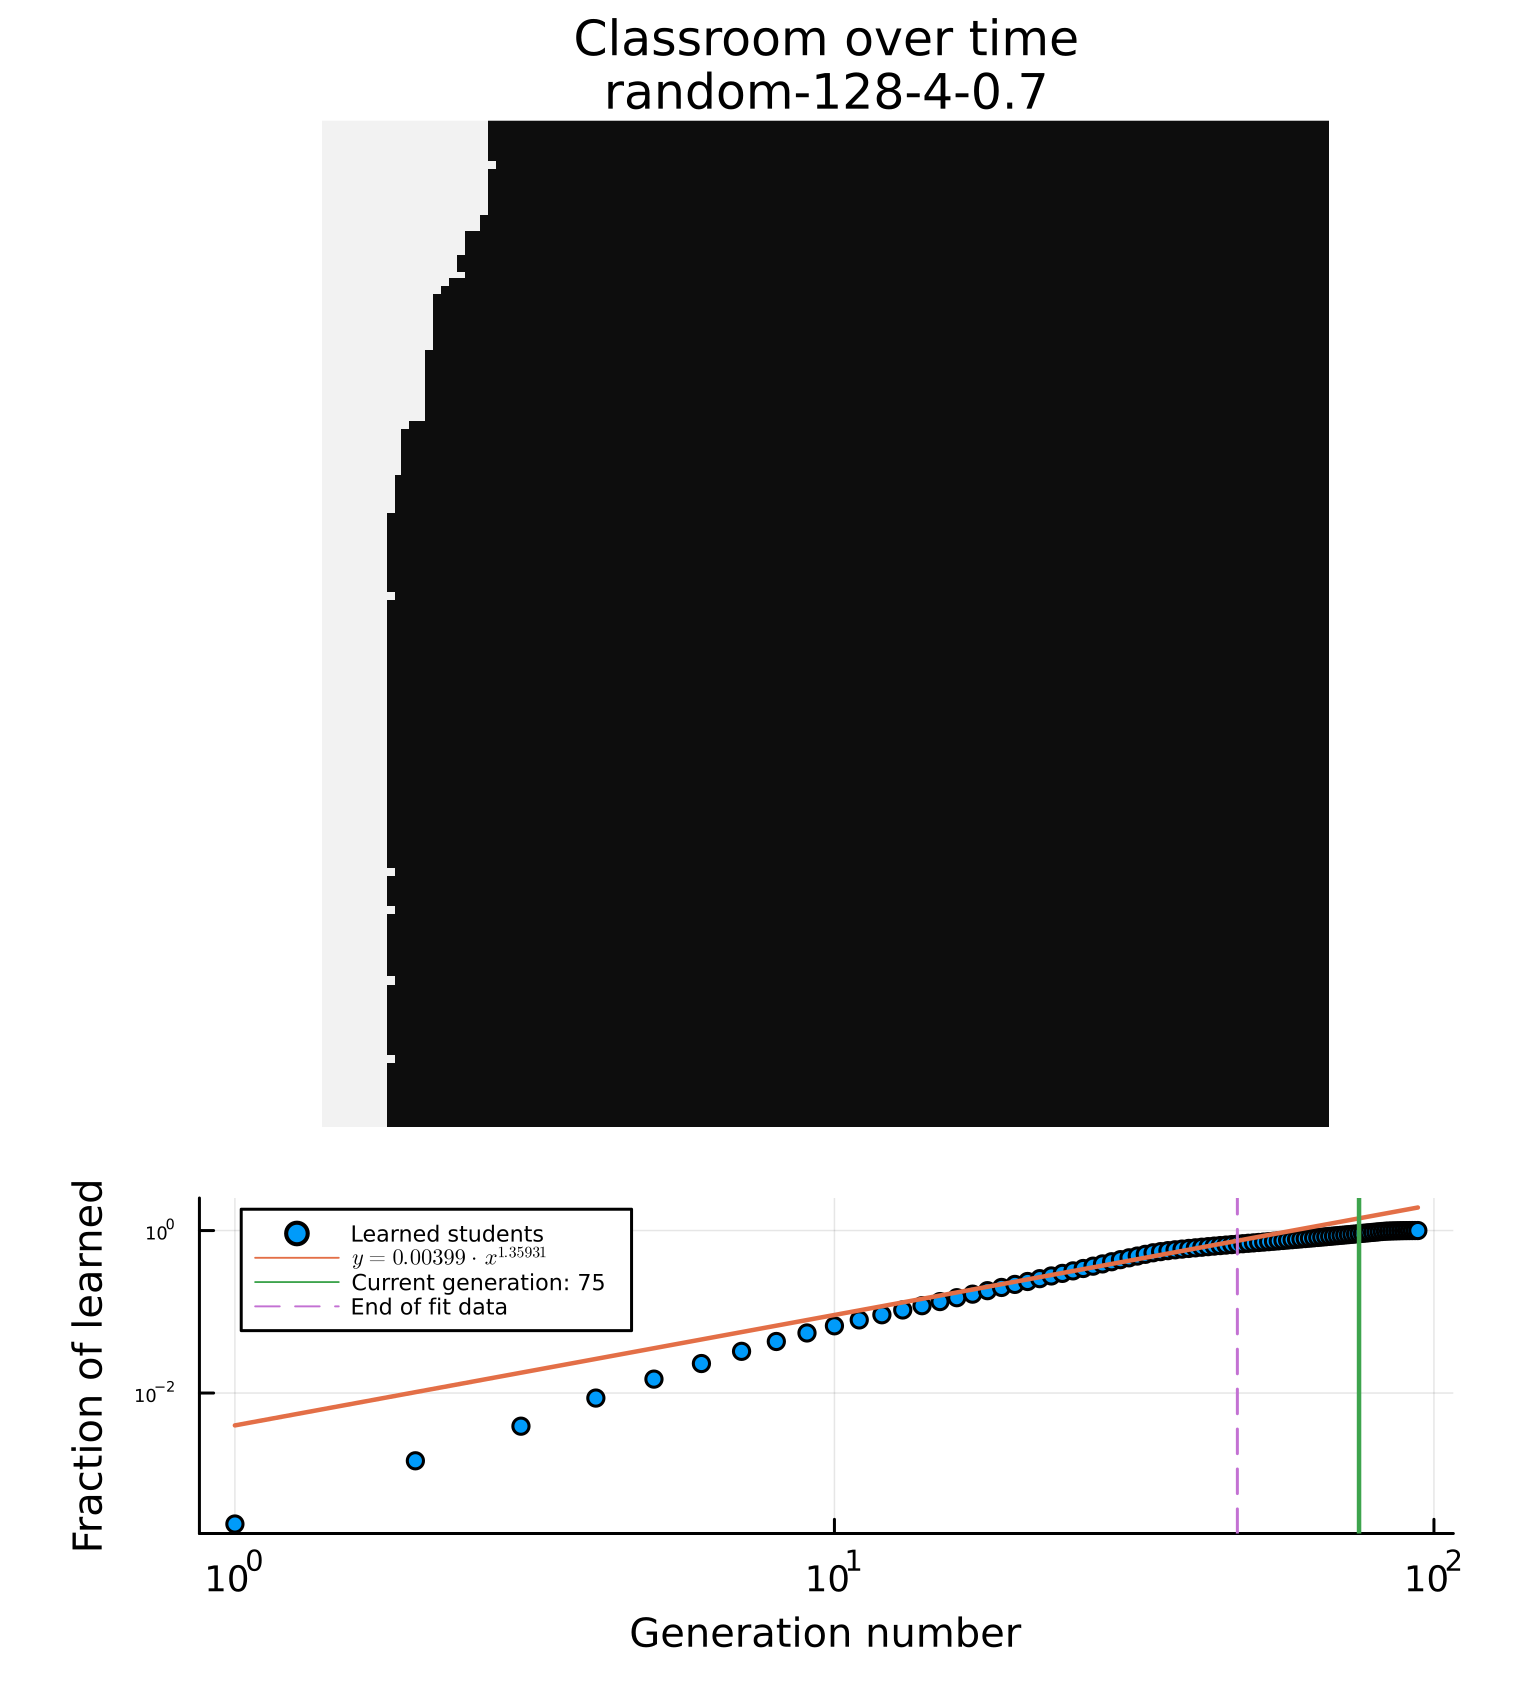 Classroom over time
random-128-4-0.7
Fraction of learned
10⁰
10⁻²
Learned students
y = 0.00399 · x^1.35931
Current generation: 75
End of fit data
10⁰ 10¹ 10²
Generation number